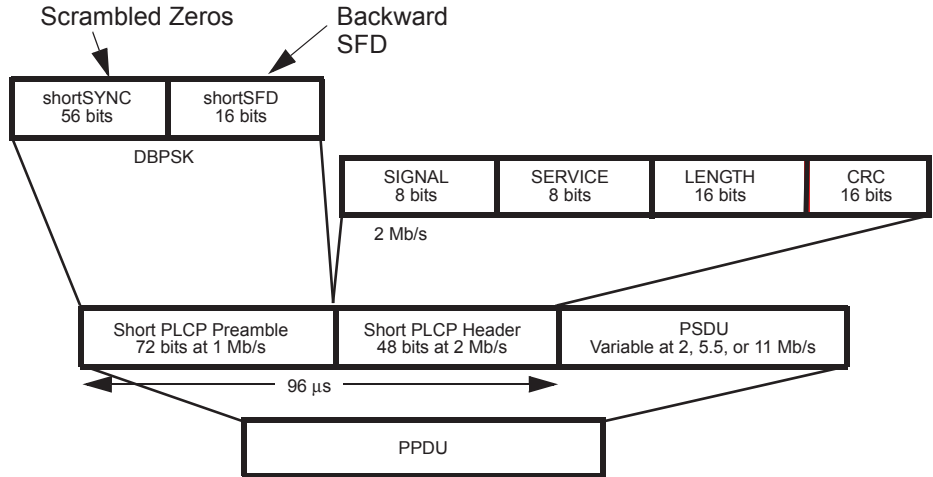 Scrambled Zeros
Backward
SFD
shortSYNC
56 bits
shortSFD
16 bits
DBPSK
SIGNAL
8 bits
SERVICE
8 bits
LENGTH
16 bits
CRC
16 bits
2 Mb/s
Short PLCP Preamble
72 bits at 1 Mb/s
Short PLCP Header
48 bits at 2 Mb/s
PSDU
Variable at 2, 5.5, or 11 Mb/s
96 μs
PPDU